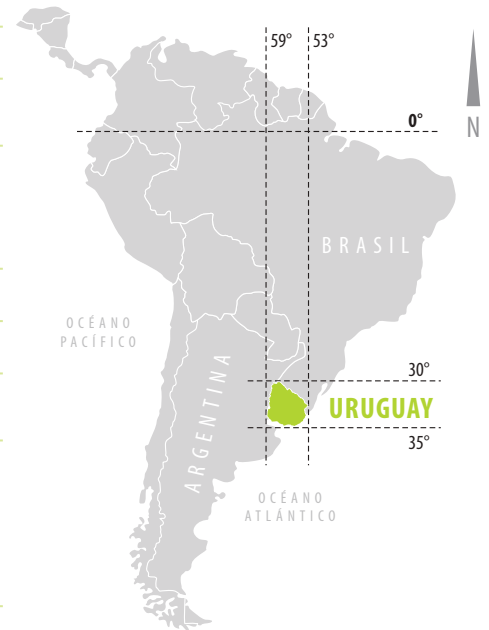 59°
53°
0°
N
BRASIL
OCÉANO
PACÍFICO
ARGENTINA
30°
URUGUAY
35°
OCÉANO
ATLÁNTICO